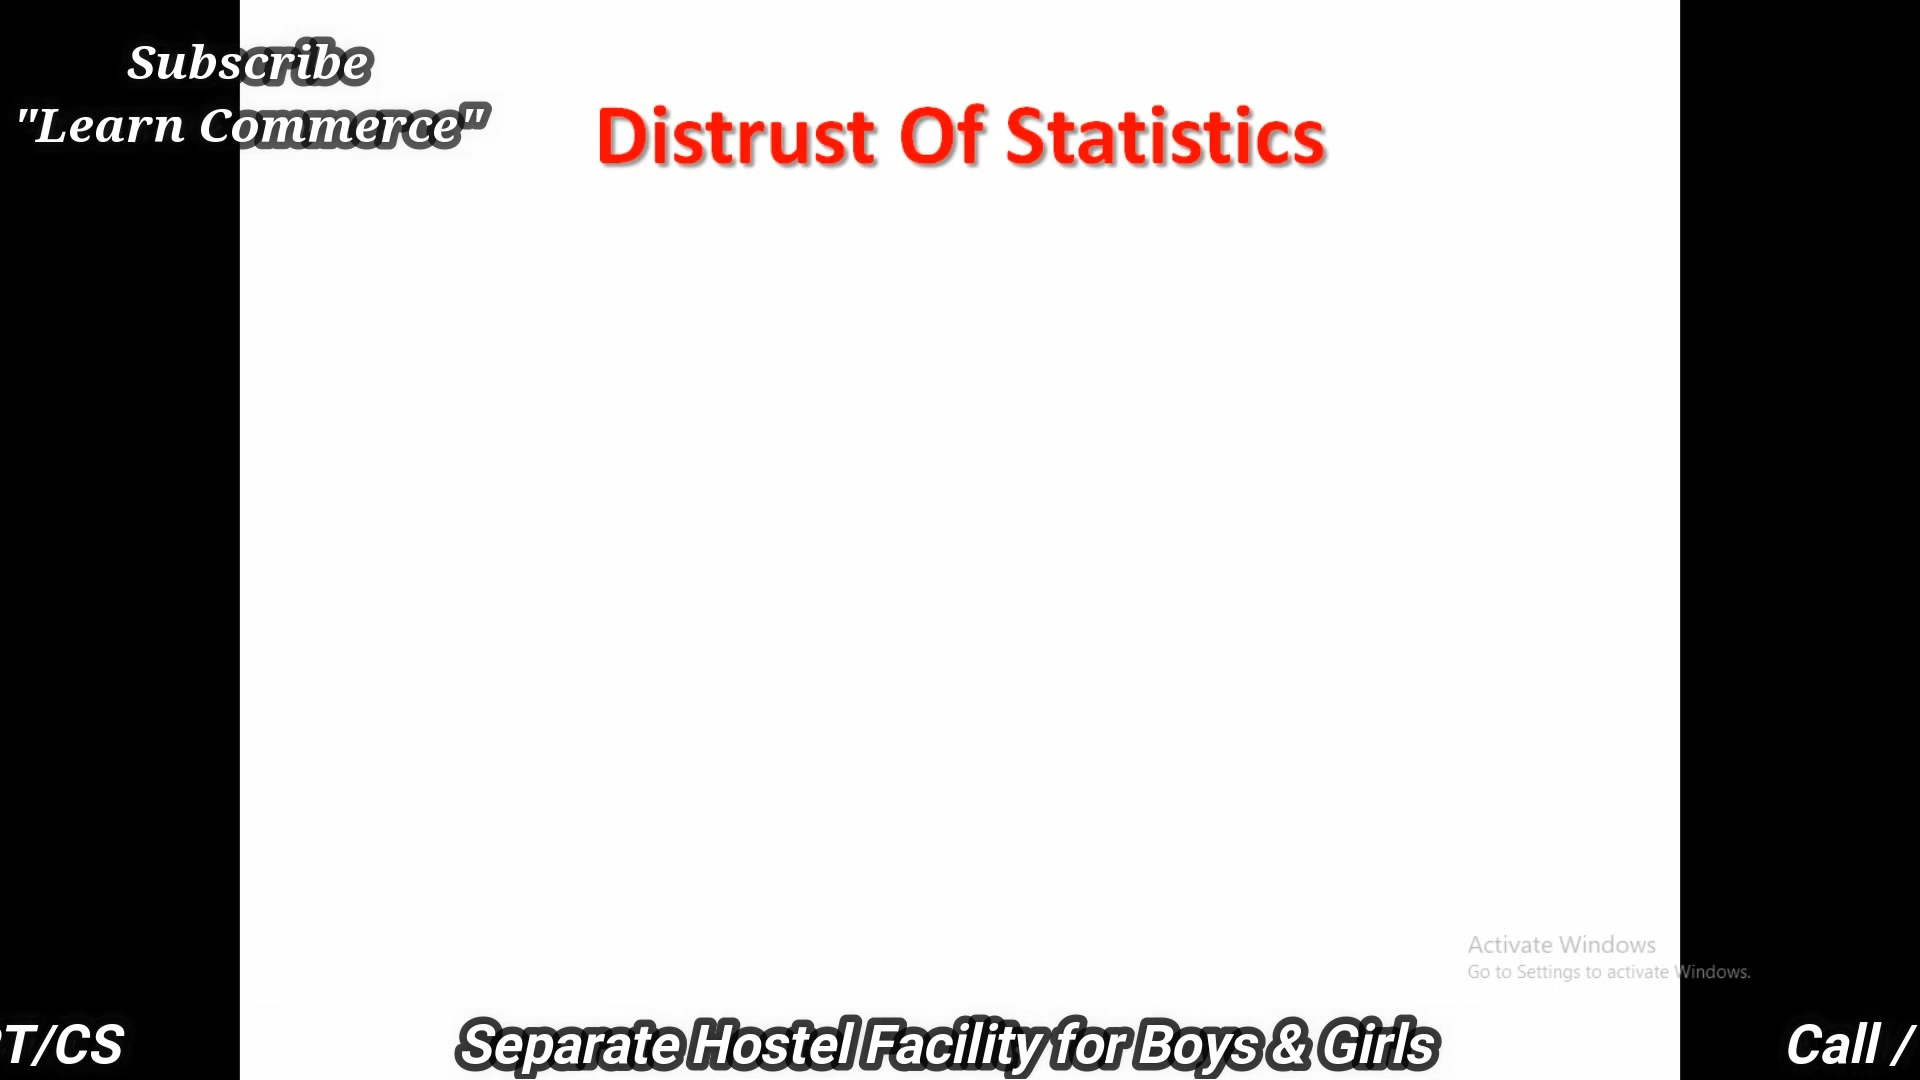 Subscribe
"Learn Commerce"
Distrust Of Statistics
Activate Windows
Go to Settings to activate Windows.
T/CS
Separate Hostel Facility for Boys & Girls
Call /